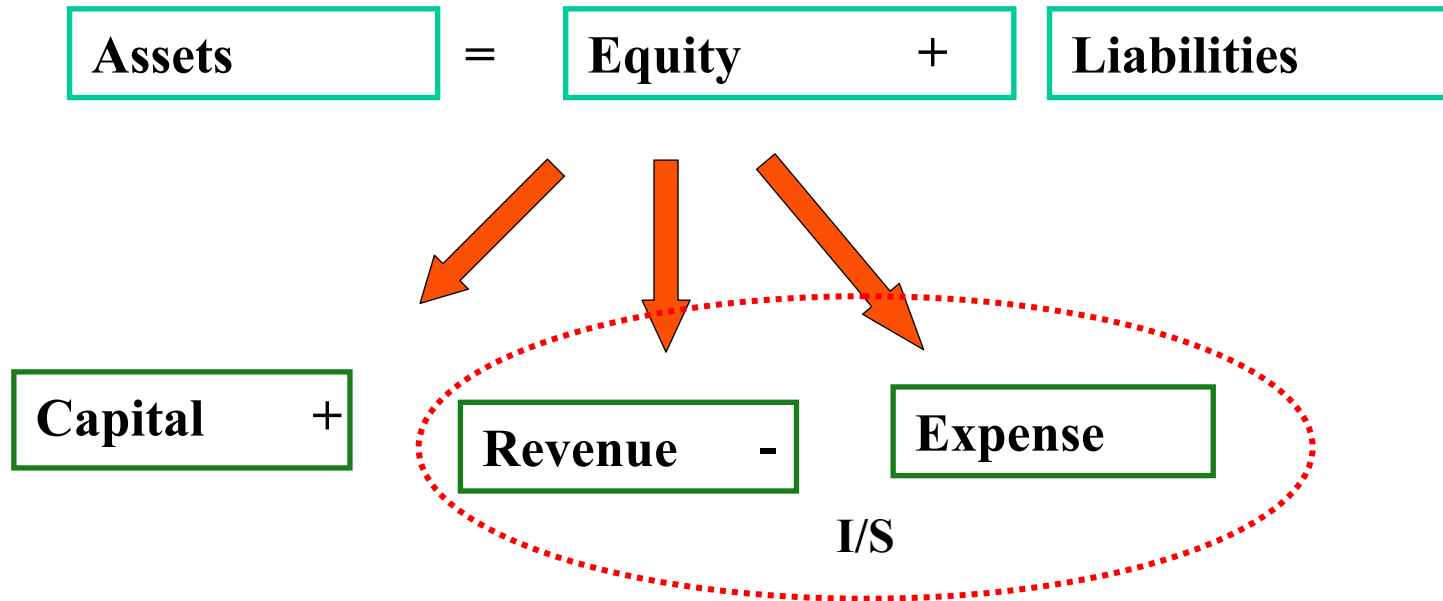 Assets = Equity + Liabilities
Capital + Revenue - Expense
I/S